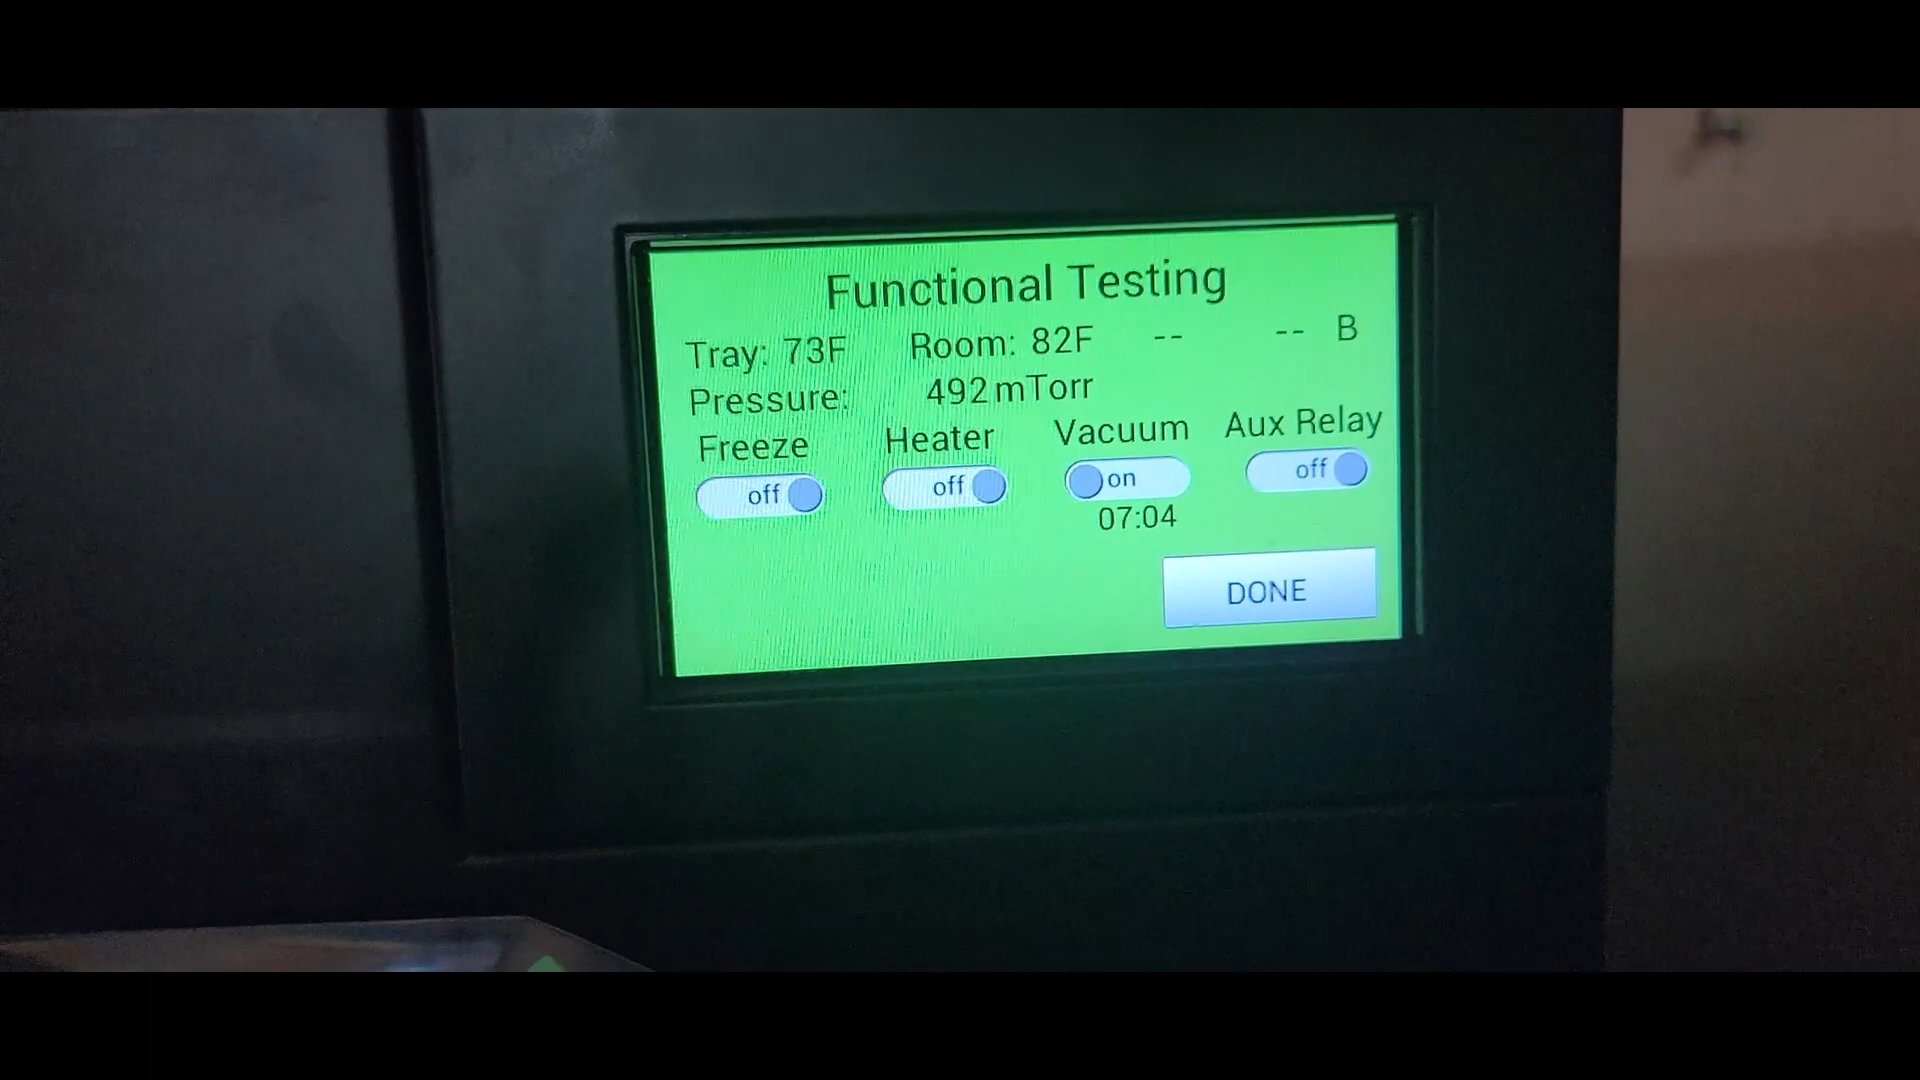 Functional Testing
Tray: 73F Room: 82F -- -- B
Pressure: 492 mTorr
Freeze Heater Vacuum Aux Relay
off off on off
07:04
DONE